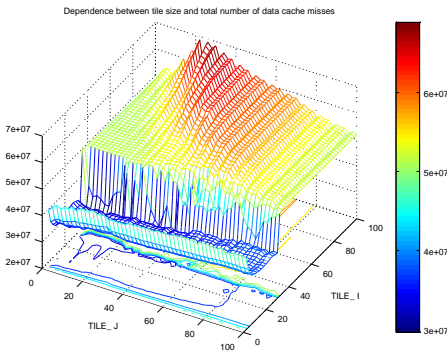 Dependence between tile size and total number of data cache misses
7e+07
6e+07
5e+07
4e+07
3e+07
2e+07
0
20
40
60
80
100
TILE_ J
0
20
40
60
80
100
TILE_ I
6e+07
5e+07
4e+07
3e+07